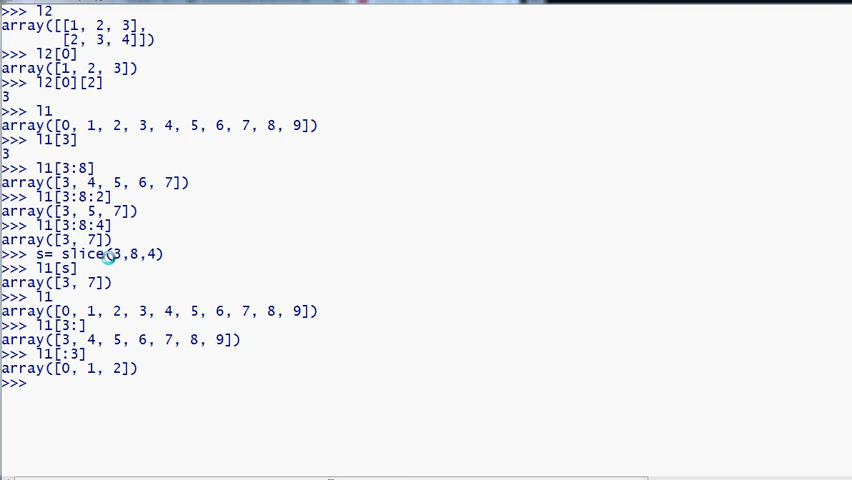 >>> l2
array([[1, 2, 3],
       [2, 3, 4]])
>>> l2[0]
array([1, 2, 3])
>>> l2[0][2]
3
>>> l1
array([0, 1, 2, 3, 4, 5, 6, 7, 8, 9])
>>> l1[3]
3
>>> l1[3:8]
array([3, 4, 5, 6, 7])
>>> l1[3:8:2]
array([3, 5, 7])
>>> l1[3:8:4]
array([3, 7])
>>> s= slice(3,8,4)
>>> l1[s]
array([3, 7])
>>> l1
array([0, 1, 2, 3, 4, 5, 6, 7, 8, 9])
>>> l1[3:]
array([3, 4, 5, 6, 7, 8, 9])
>>> l1[:3]
array([0, 1, 2])
>>>